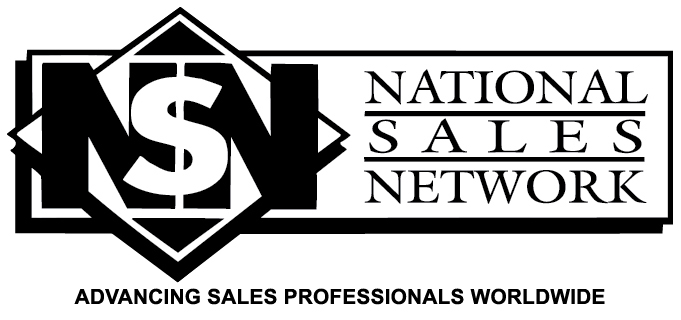 N$N
NATIONAL
SALES
NETWORK
ADVANCING SALES PROFESSIONALS WORLDWIDE